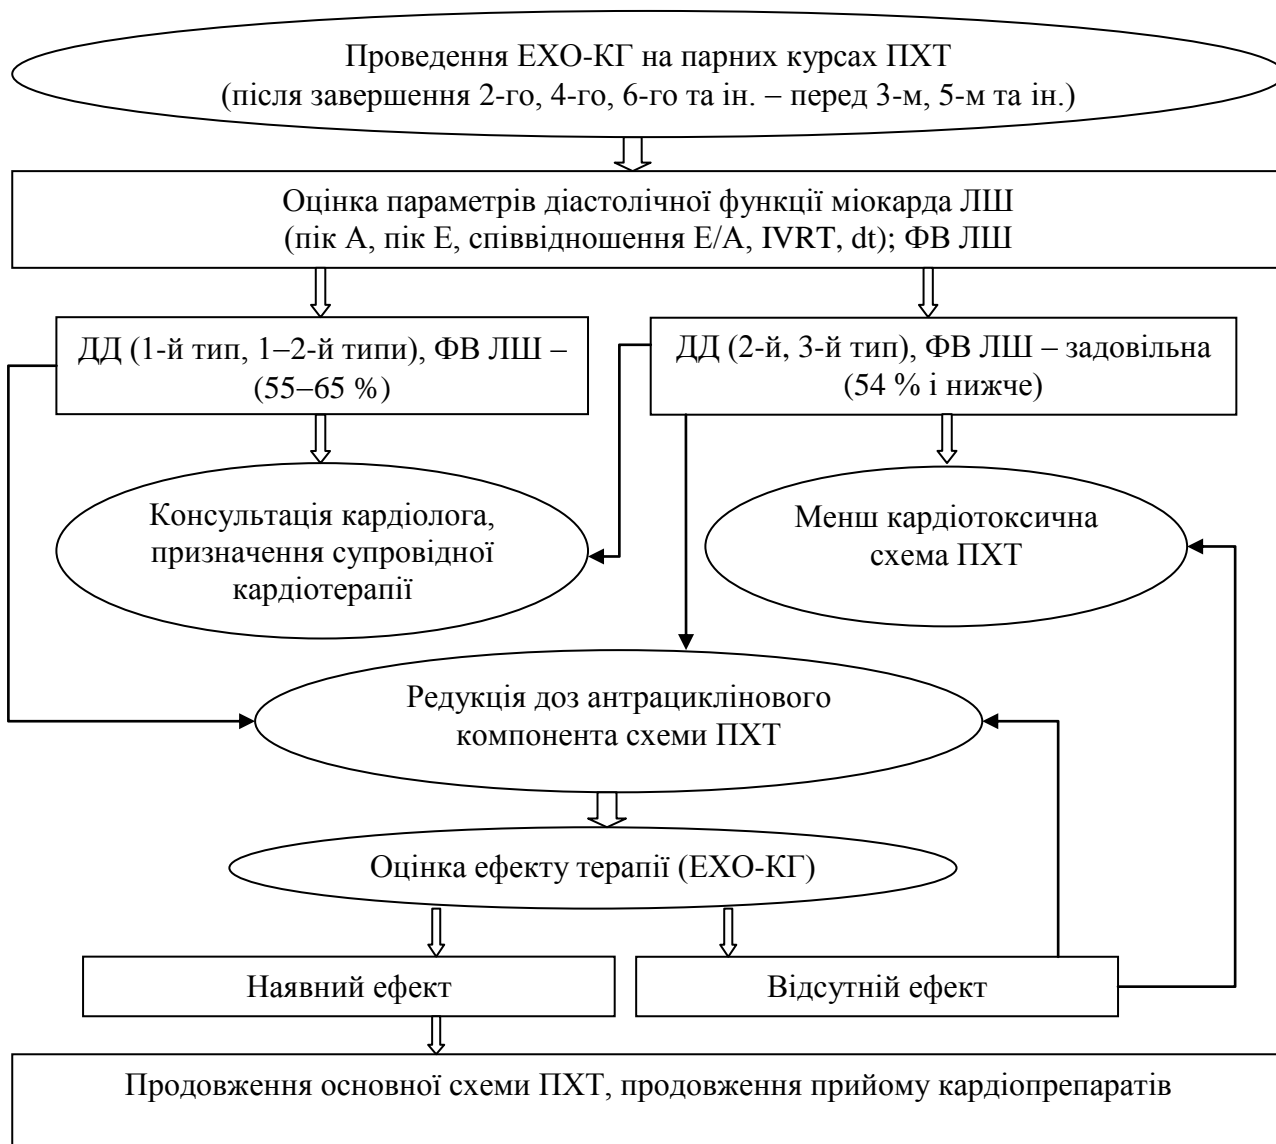 Проведення ЕХО-КГ на парних курсах ПХТ
(після завершення 2-го, 4-го, 6-го та ін. – перед 3-м, 5-м та ін.)
Оцінка параметрів діастолічної функції міокарда ЛШ
(пік А, пік Е, співвідношення Е/А, IVRT, dt); ФВ ЛШ
ДД (1-й тип, 1–2-й типи), ФВ ЛШ –
(55–65 %)
ДД (2-й, 3-й тип), ФВ ЛШ – задовільна
(54 % і нижче)
Консультація кардіолога,
призначення супровідної
кардіотерапії
Менш кардіотоксична
схема ПХТ
Редукція доз антрациклінового
компонента схеми ПХТ
Оцінка ефекту терапії (ЕХО-КГ)
Наявний ефект
Відсутній ефект
Продовження основної схеми ПХТ, продовження прийому кардіопрепаратів